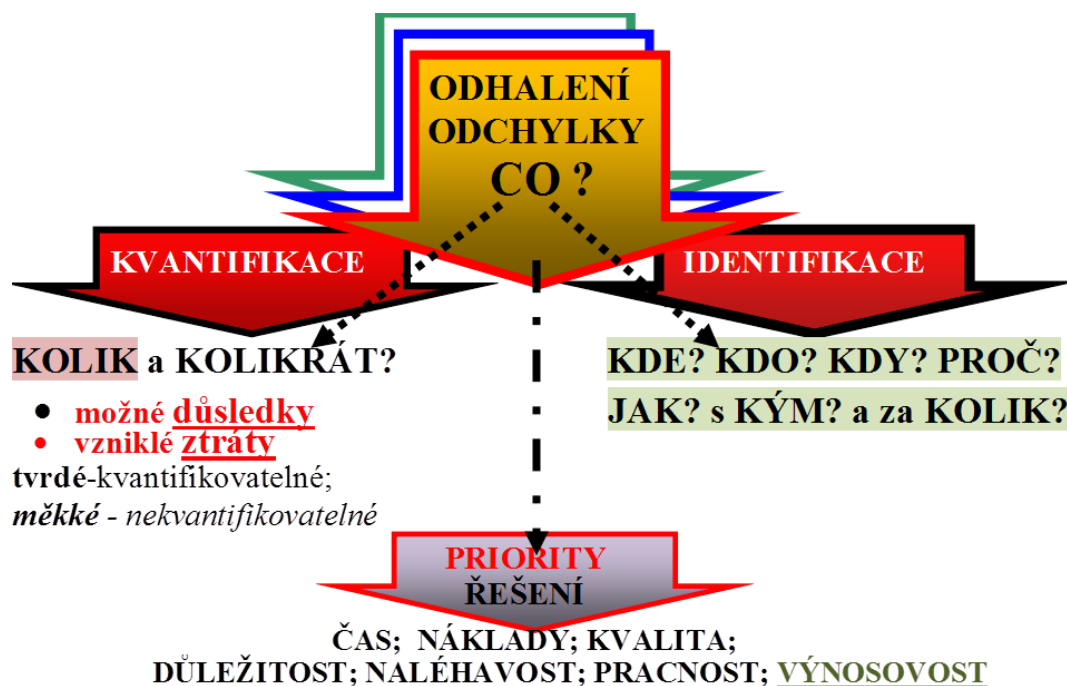 ODHALENÍ
ODCHYLKY
CO ?
KVANTIFIKACE
IDENTIFIKACE
KOLIK a KOLIKRÁT?
• možné důsledky
• vzniklé ztráty
tvrdé-kvantifikovatelné;
měkké - nekvantifikovatelné
KDE? KDO? KDY? PROČ?
JAK? s KÝM? a za KOLIK?
PRIORITY
ŘEŠENÍ
ČAS; NÁKLADY; KVALITA;
DŮLEŽITOST; NALÉHAVOST; PRACNOST; VÝNOSOVOST